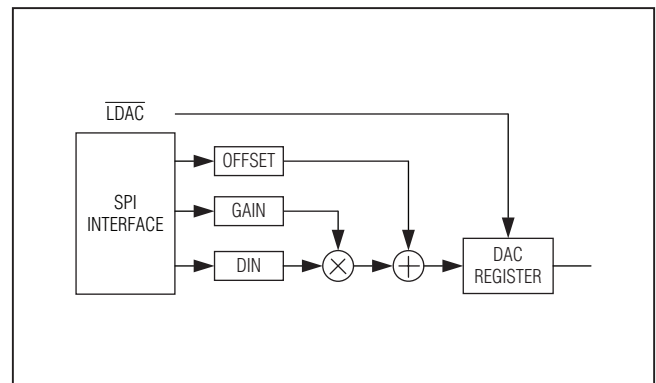 LDAC
OFFSET
SPI
INTERFACE
GAIN
DIN
DAC
REGISTER